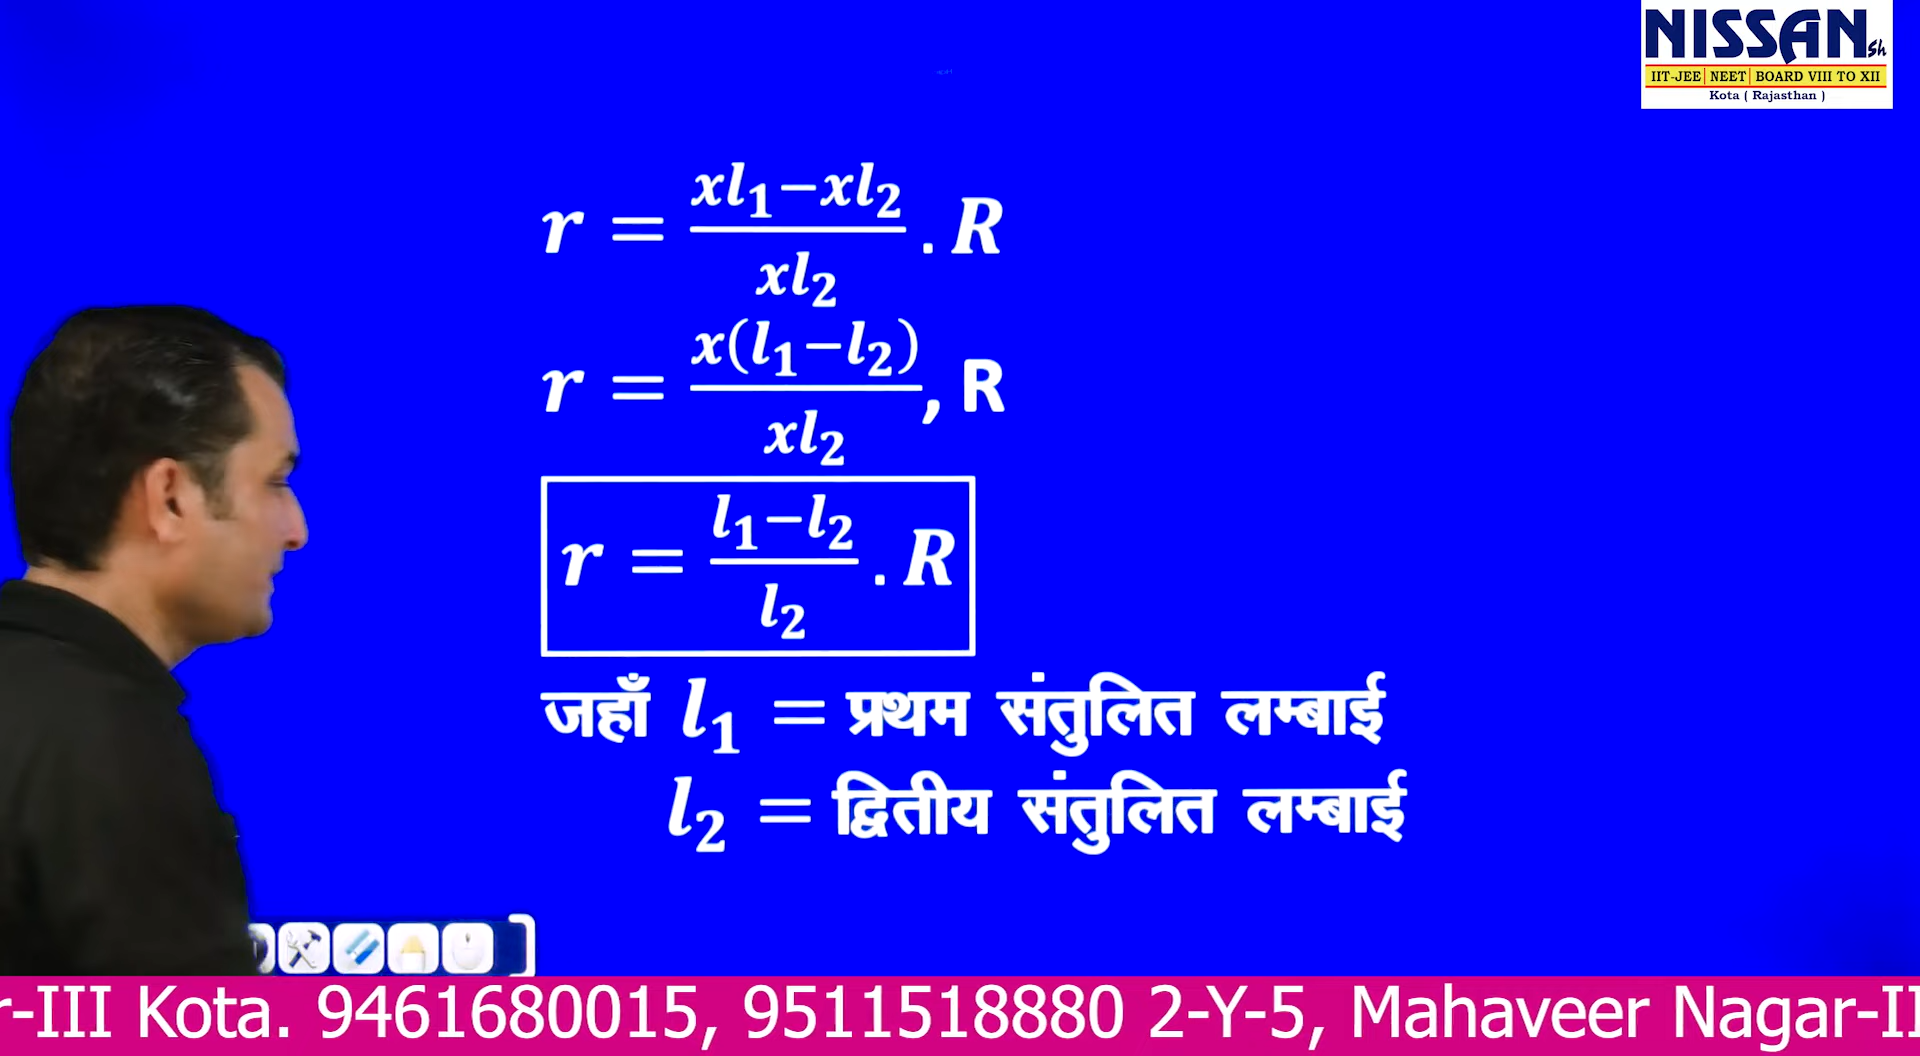 NISSAN sh
IIT-JEE | NEET | BOARD VIII TO XII
Kota ( Rajasthan )
r = xl₁−xl₂ / xl₂ . R
r = x(l₁−l₂) / xl₂ , R
r = l₁−l₂ / l₂ . R
जहाँ l₁ = प्रथम संतुलित लम्बाई
l₂ = द्वितीय संतुलित लम्बाई
r-III Kota. 9461680015, 9511518880 2-Y-5, Mahaveer Nagar-II